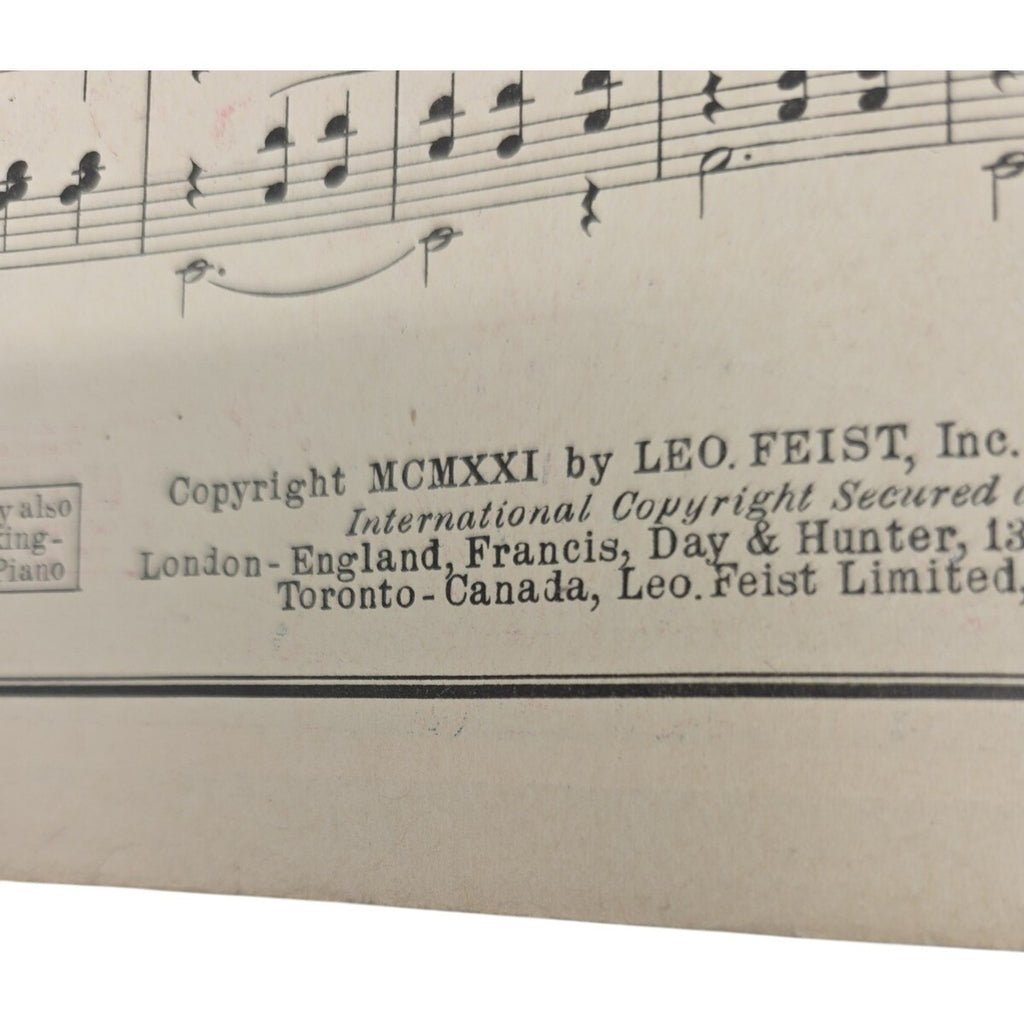 Copyright MCMXXI by LEO. FEIST, Inc.
International Copyright Secured
London - England, Francis, Day & Hunter, 13
Toronto - Canada, Leo. Feist Limited,
y also
king-
Piano